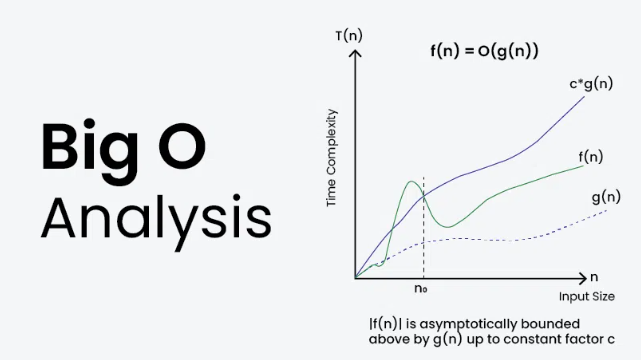 Big O
Analysis
T(n)
f(n) = O(g(n))
c*g(n)
f(n)
g(n)
Time Complexity
n
n₀
Input Size
|f(n)| is asymptotically bounded
above by g(n) up to constant factor c